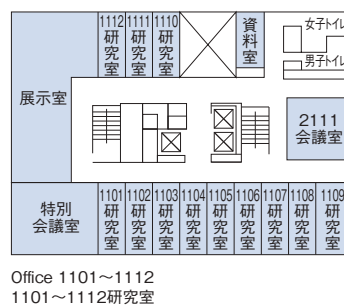 1112
研究室
1111
研究室
1110
研究室
資料室
女子トイレ
男子トイレ
展示室
2111
会議室
特別
会議室
1101
研究室
1102
研究室
1103
研究室
1104
研究室
1105
研究室
1106
研究室
1107
研究室
1108
研究室
1109
研究室
Office 1101～1112
1101～1112研究室